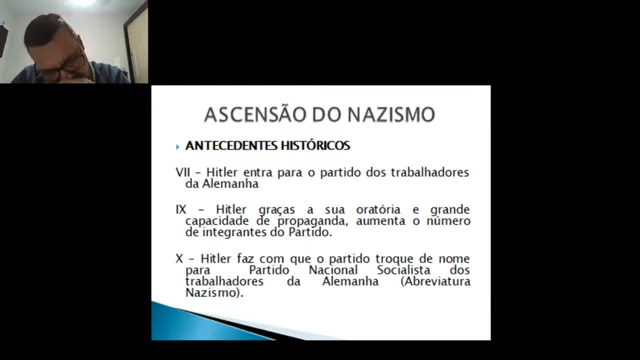 ASCENSÃO DO NAZISMO
ANTECEDENTES HISTÓRICOS
VII – Hitler entra para o partido dos trabalhadores
da Alemanha
IX – Hitler graças a sua oratória e grande
capacidade de propaganda, aumenta o número
de integrantes do Partido.
X – Hitler faz com que o partido troque de nome
para Partido Nacional Socialista dos
trabalhadores da Alemanha (Abreviatura
Nazismo).